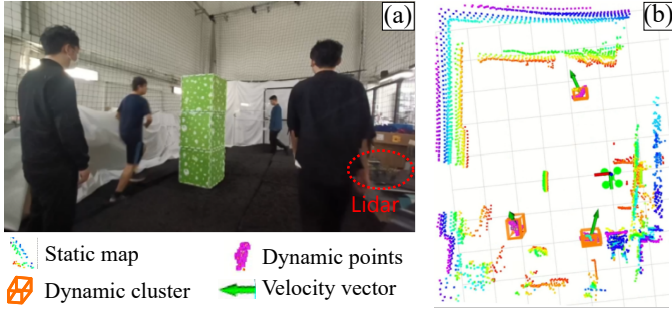 (a)
(b)
Lidar
Static map
Dynamic points
Dynamic cluster
Velocity vector